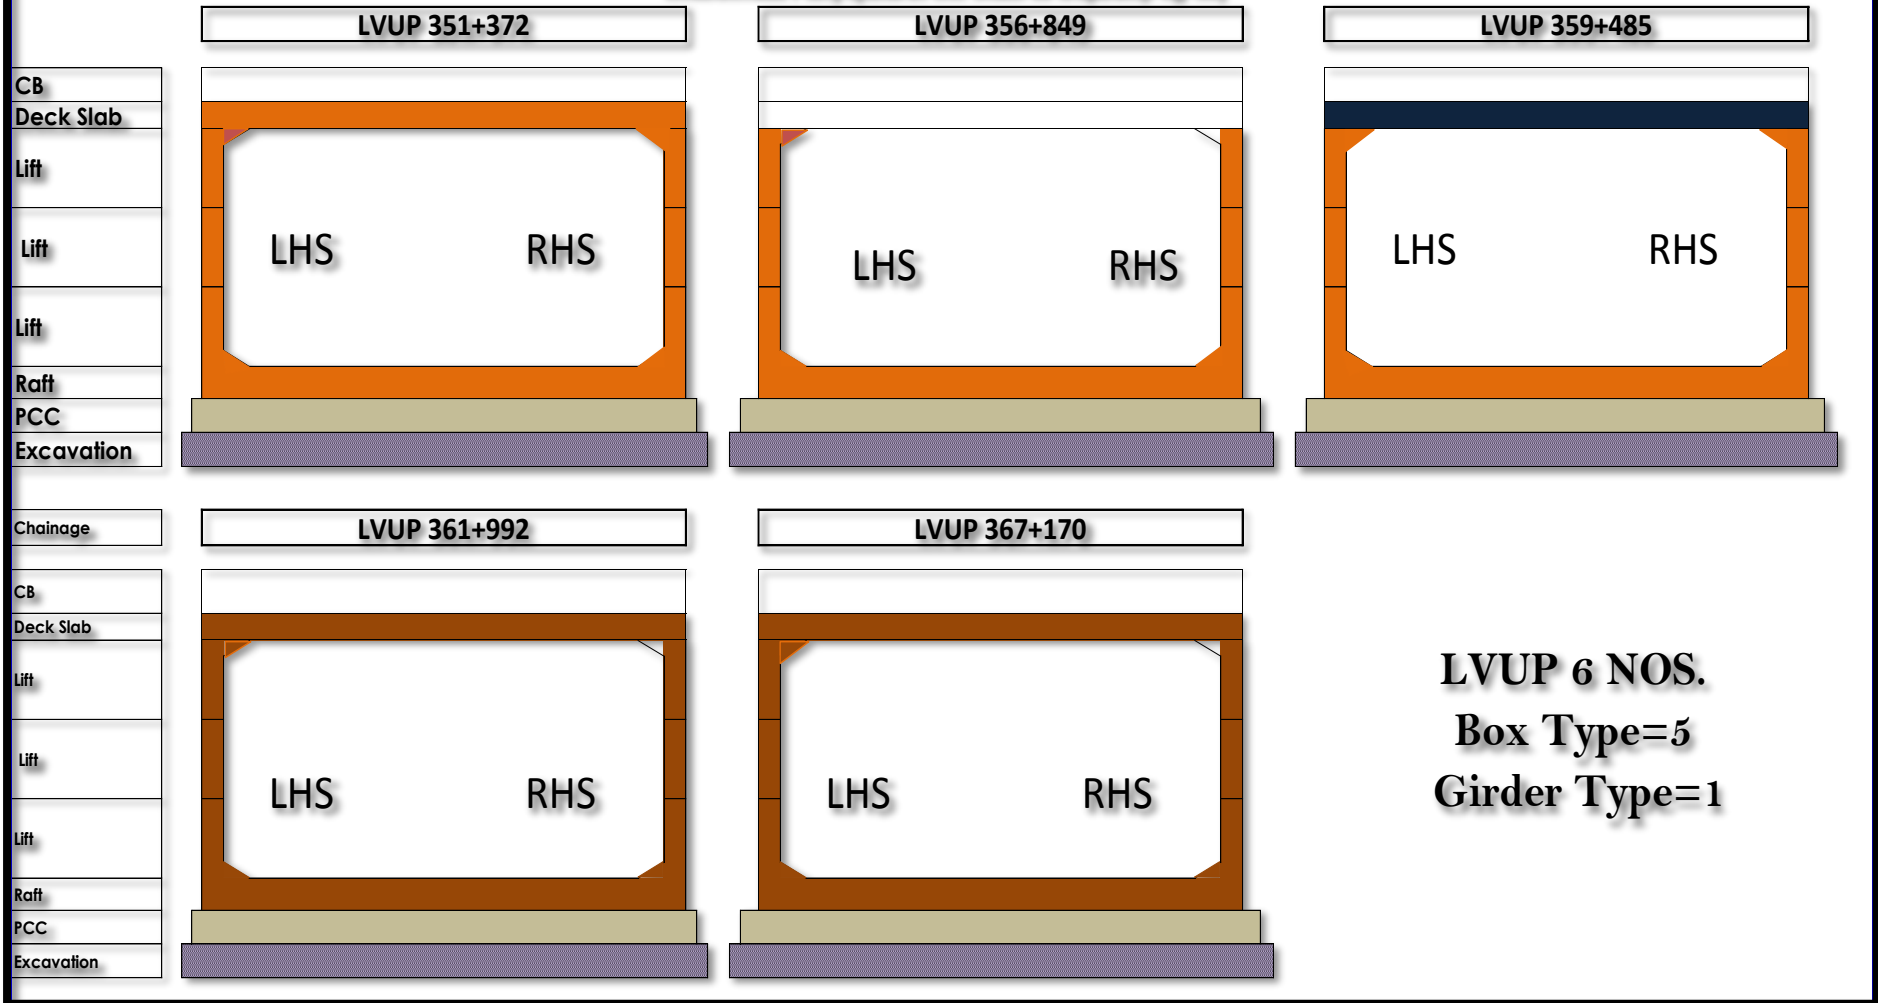 LVUP 351+372 LVUP 356+849 LVUP 359+485
CB
Deck Slab
Lift
Lift
LHS RHS LHS RHS LHS RHS
Lift
Raft
PCC
Excavation
Chainage LVUP 361+992 LVUP 367+170
CB
Deck Slab
Lift
Lift
LHS RHS LHS RHS
Lift
Raft
PCC
Excavation
LVUP 6 NOS.
Box Type=5
Girder Type=1